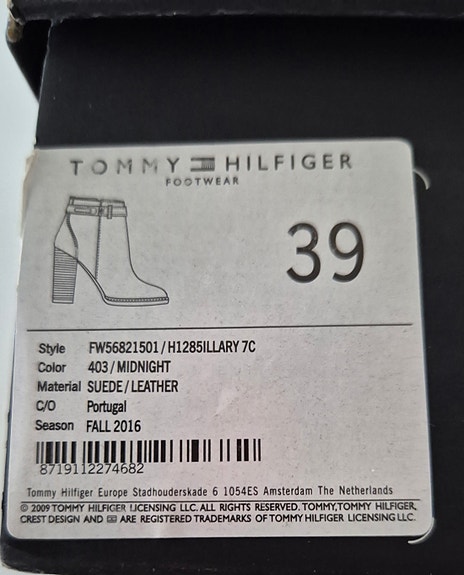 TOMMY HILFIGER
FOOTWEAR
39
Style FW56821501 / H1285ILLARY 7C
Color 403 / MIDNIGHT
Material SUEDE / LEATHER
C/O Portugal
Season FALL 2016
8719112274682
Tommy Hilfiger Europe Stadhouderskade 6 1054ES Amsterdam The Netherlands
© 2009 TOMMY HILFIGER LICENSING LLC. ALL RIGHTS RESERVED. TOMMY,TOMMY HILFIGER,
CREST DESIGN AND ARE REGISTERED TRADEMARKS OF TOMMY HILFIGER LICENSING LLC.